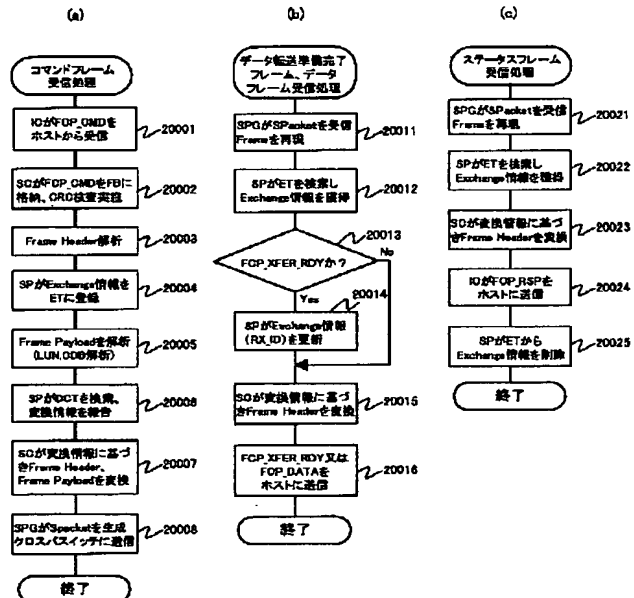 (a)
コマンドフレーム
受信処理
ICがFCP_CMDを
ホストから受信
20001
SCがFCP_CMDをFBに
格納、CRC検査実施
20002
Frame Header解析
20003
SPがExchange情報を
ETに登録
20004
Frame Payloadを解析
(LUN,CDB解析)
20005
SPがDCTを検索、
変換情報を報告
20006
SCが変換情報に基づ
きFrame Header、
Frame Payloadを変換
20007
SPGがSpacketを生成
クロスバスイッチに送信
20008
終了
(b)
データ転送準備完了
フレーム、データ
フレーム受信処理
SPGがSPacketを受信
Frameを再現
20011
SPがETを検索し
Exchange情報を獲得
20012
FCP_XFER_RDYか?
20013
No
Yes
20014
SPがExchange情報
(RX_ID)を更新
SCが変換情報に基づ
きFrame Headerを変換
20015
FCP_XFER_RDY又は
FCP_DATAを
ホストに送信
20016
終了
(c)
ステータスフレーム
受信処理
SPGがSPacketを受信
Frameを再現
20021
SPがETを検索し
Exchange情報を獲得
20022
SCが変換情報に基づ
きFrame Headerを変換
20023
ICがFCP_RSPを
ホストに送信
20024
SPがETから
Exchange情報を削除
20025
終了